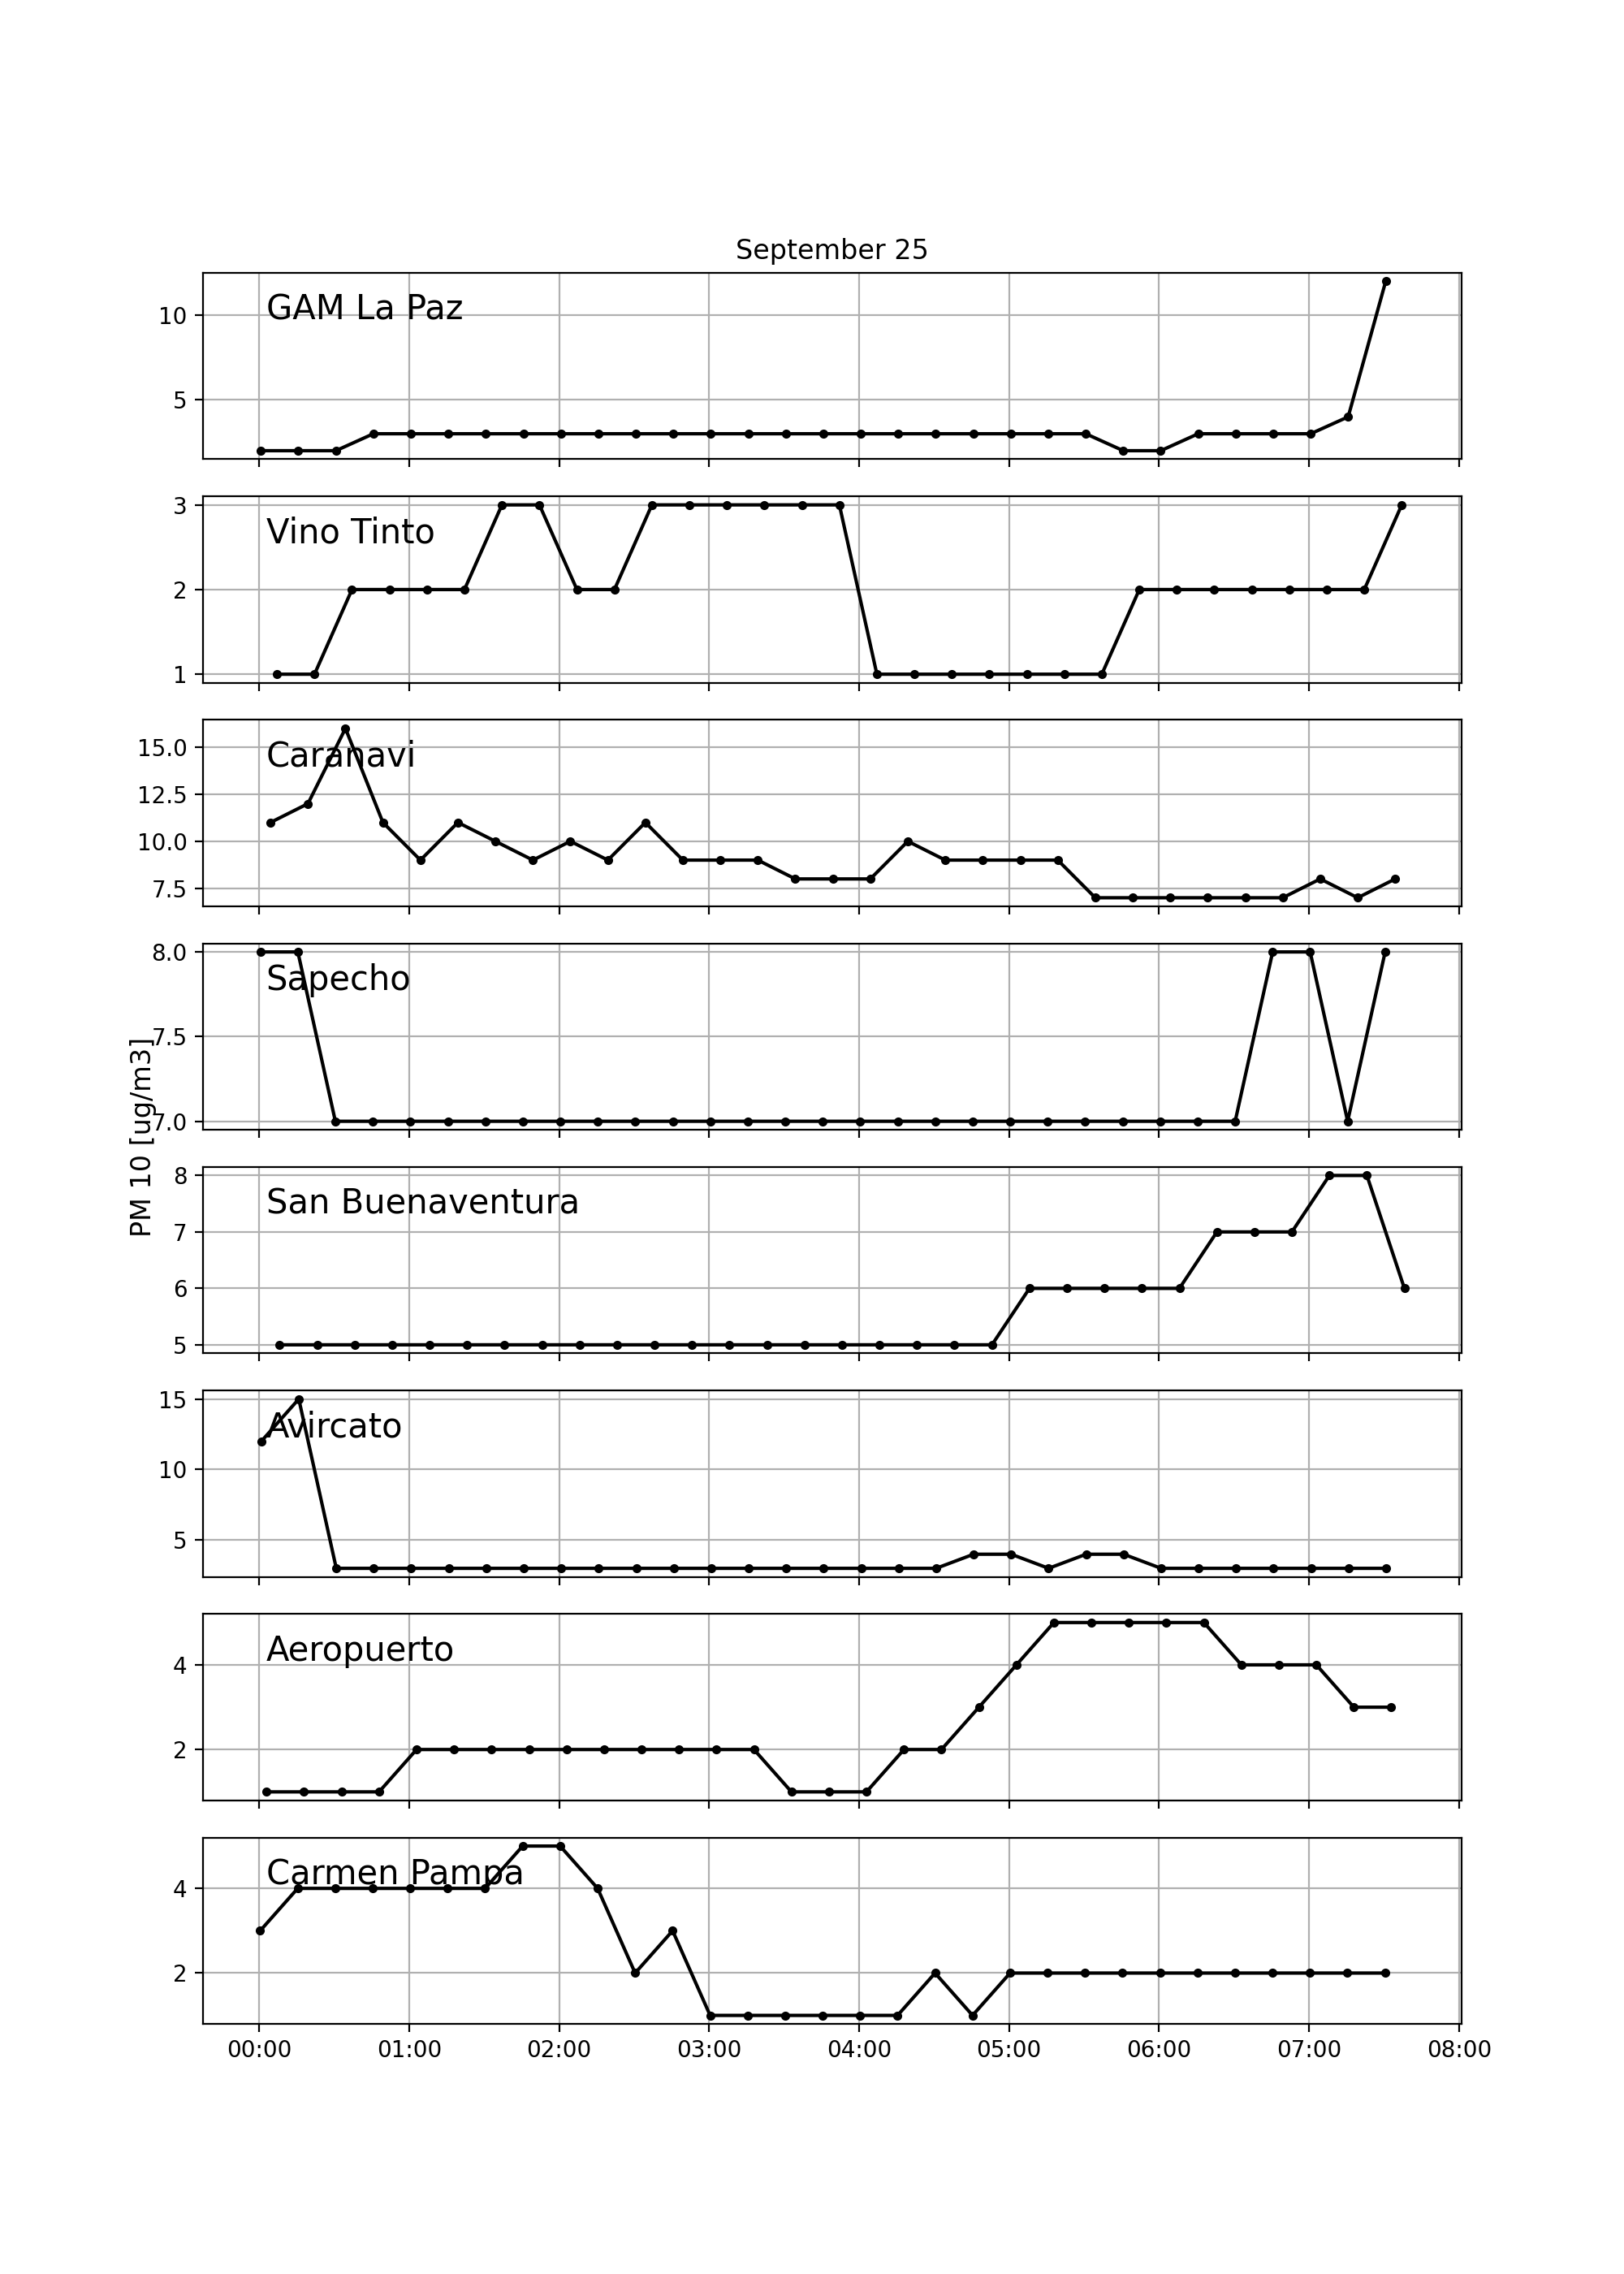 September 25
GAM La Paz
10
5
Vino Tinto
3
2
1
Caranavi
15.0
12.5
10.0
7.5
Sapecho
8.0
7.5
7.0
PM 10 [ug/m3]
San Buenaventura
8
7
6
5
Avircato
15
10
5
Aeropuerto
4
2
Carmen Pampa
4
2
00:00 01:00 02:00 03:00 04:00 05:00 06:00 07:00 08:00